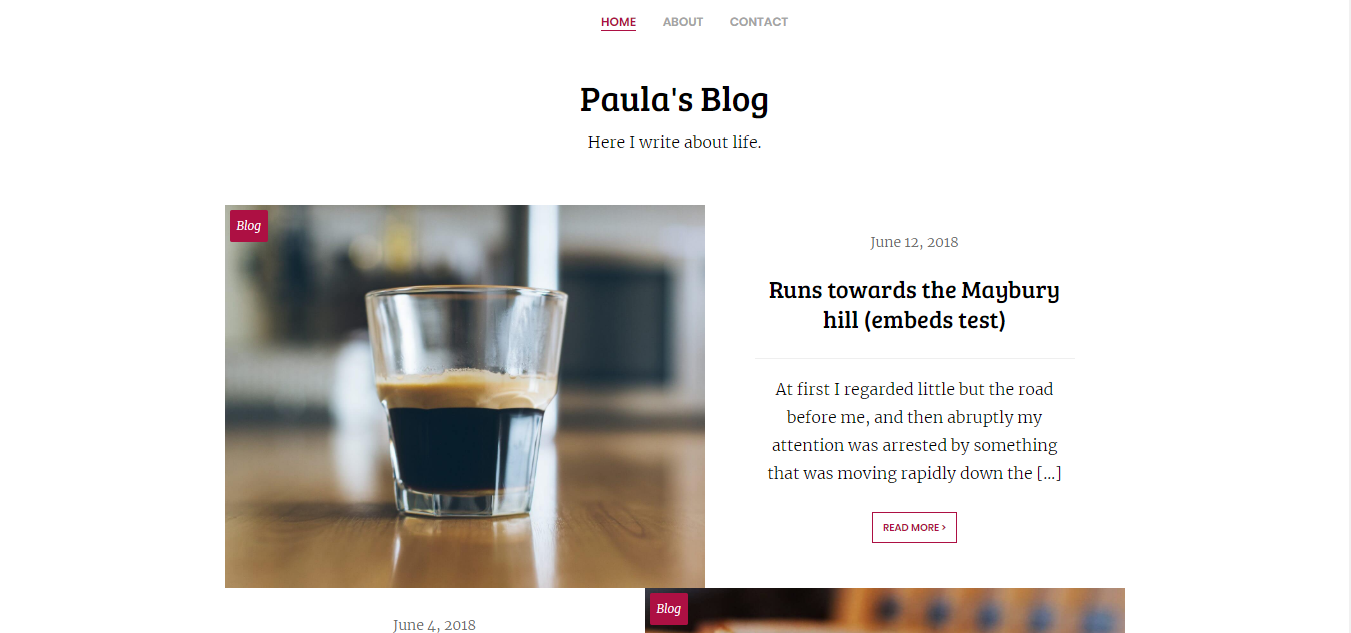 HOME ABOUT CONTACT
Paula's Blog
Here I write about life.
Blog
June 12, 2018
Runs towards the Maybury
hill (embeds test)
At first I regarded little but the road
before me, and then abruptly my
attention was arrested by something
that was moving rapidly down the [...]
READ MORE >
June 4, 2018
Blog